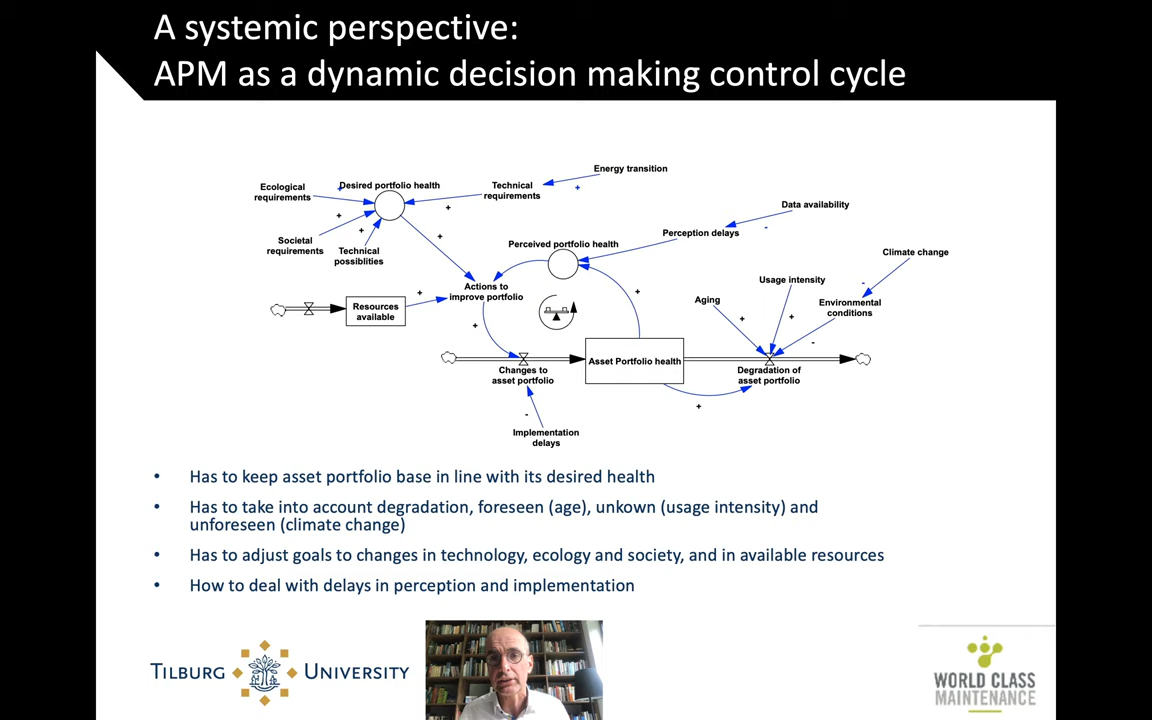 A systemic perspective:
APM as a dynamic decision making control cycle
Energy transition
Ecological
requirements
Desired portfolio health
Technical
requirements
+
+
+
+
+
+
Societal
requirements
Technical
possiblities
Data availability
-
Perception delays
Perceived portfolio health
Climate change
Usage intensity
-
Actions to
improve portfolio
+
+
Aging
Environmental
conditions
Resources
available
+
+
+
-
Changes to
asset portfolio
Asset Portfolio health
Degradation of
asset portfolio
+
-
Implementation
delays
• Has to keep asset portfolio base in line with its desired health
• Has to take into account degradation, foreseen (age), unkown (usage intensity) and
unforeseen (climate change)
• Has to adjust goals to changes in technology, ecology and society, and in available resources
• How to deal with delays in perception and implementation
TILBURG UNIVERSITY
WORLD CLASS
MAINTENANCE